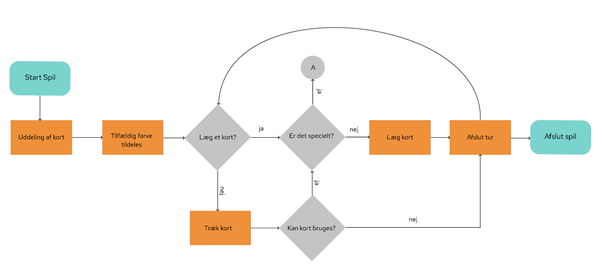 Start Spil
Uddeling af kort
Tilfældig farve
tildeles
Læg et kort?
ja
Er det specielt?
ja
A
nej
Læg kort
Afslut tur
Afslut spil
nej
Træk kort
Kan kort bruges?
ja
nej